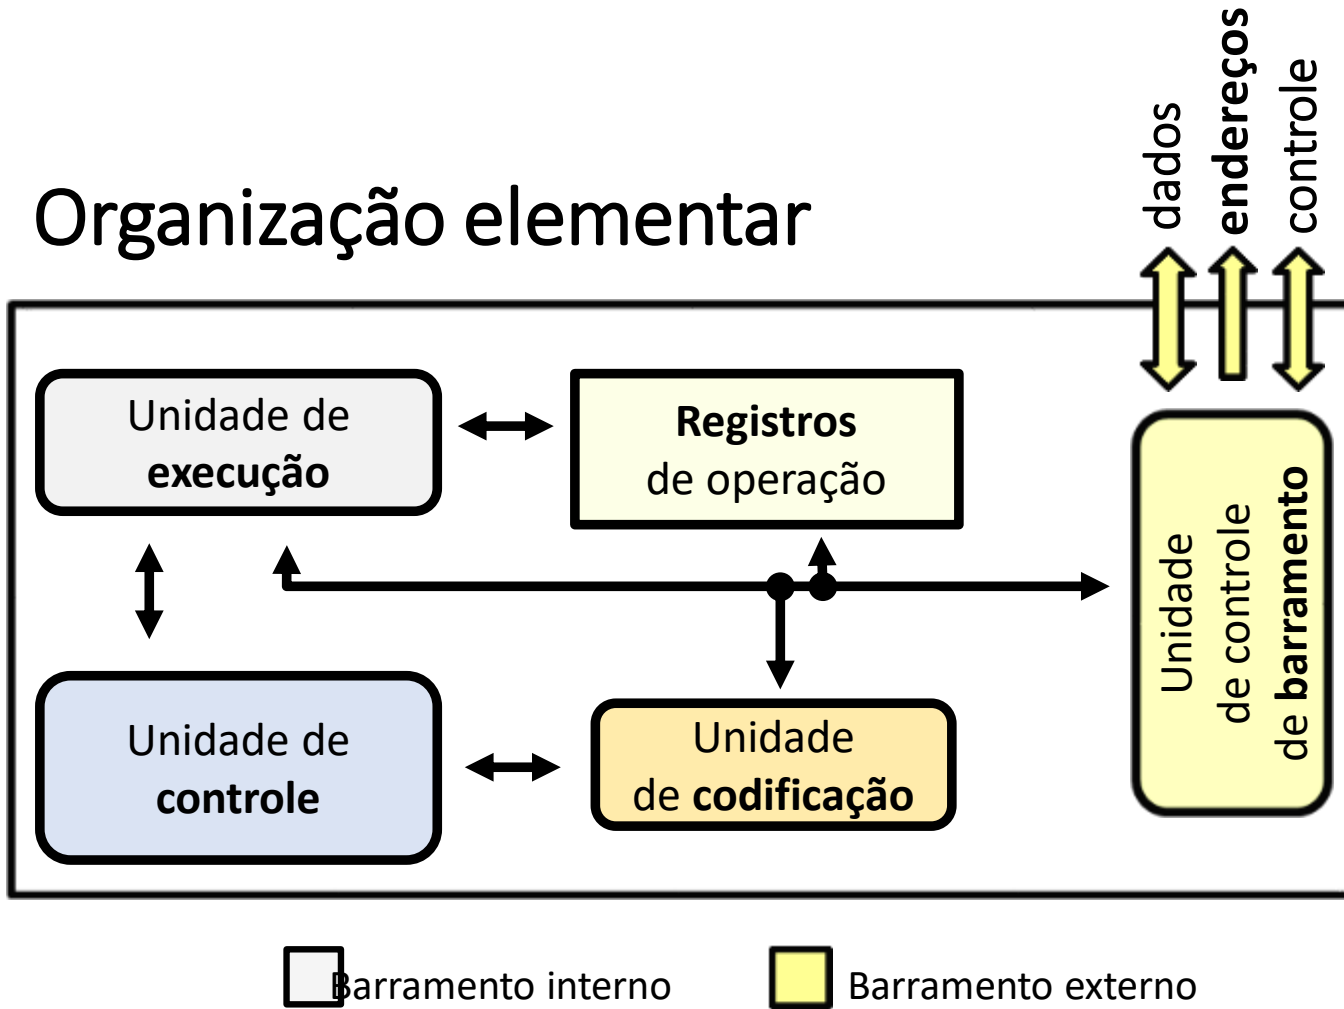 dados
endereços
controle
Organização elementar
Unidade de
execução
Registros
de operação
Unidade
de controle
de barramento
Unidade de
controle
Unidade
de codificação
Barramento interno
Barramento externo